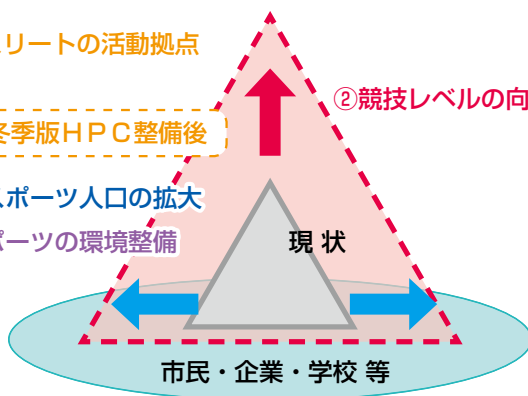 リートの活動拠点
②競技レベルの向
冬季版HPC整備後
スポーツ人口の拡大
ポーツの環境整備
現状
市民・企業・学校 等